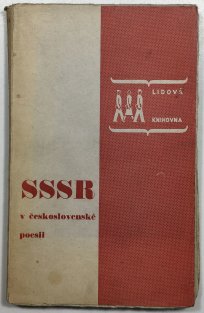 LIDOVÁ
KNIHOVNA
SSSR
v československé
poesii